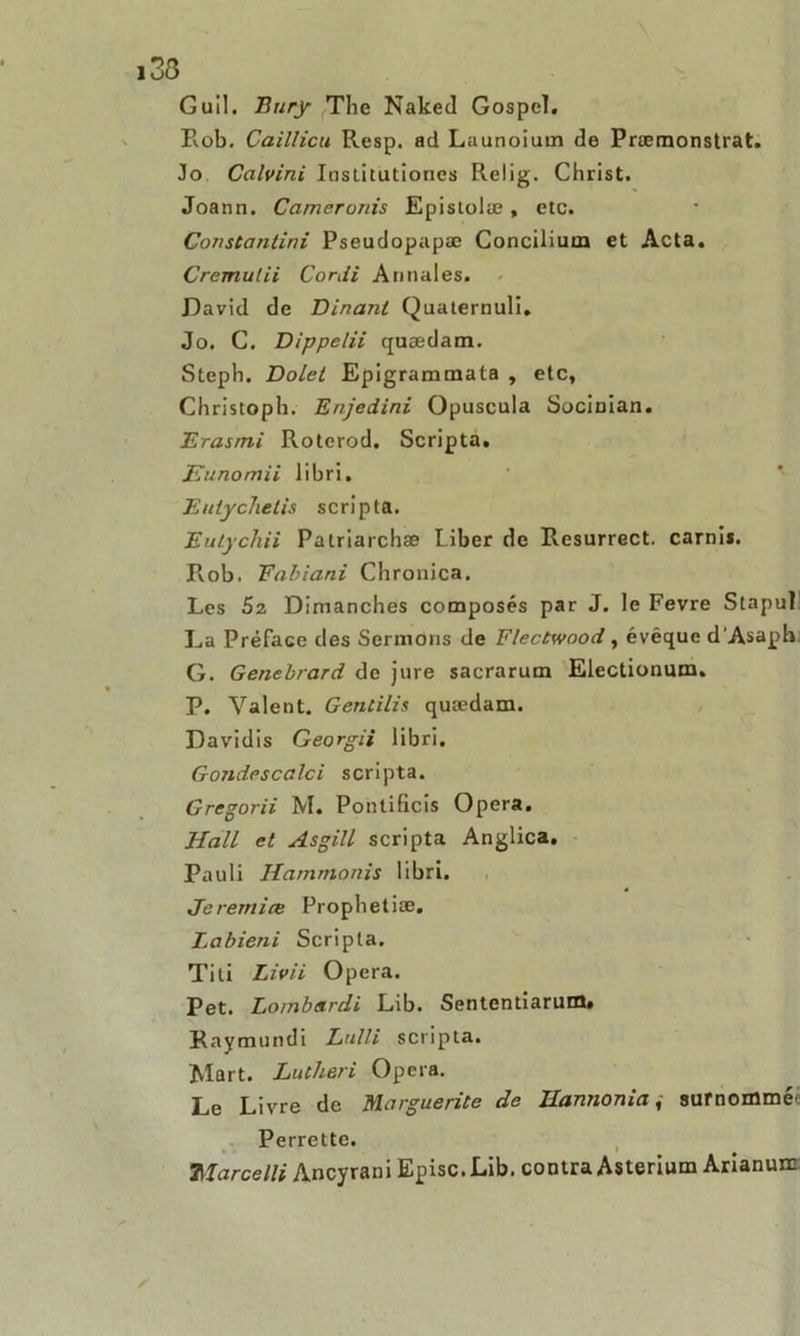 138
Guil. Bury The Naked Gospel.
Rob. Caillicu Resp. ad Launoium de Præmonstrat.
Jo Calvini Institutiones Relig. Christ.
Joann. Cameronis Epistolæ, etc.
Constantini Pseudopapæ Concilium et Acta.
Cremutii Cordi Annales.
David de Dinant Quaternuli.
Jo. C. Dippelii quædam.
Steph. Dolet Epigrammata , etc,
Christoph. Enjedini Opuscula Socinian.
Erasmi Roterod. Scripta.
Eunomii libri.
Eutychetis scripta.
Eutychii Patriarchæ Liber de Resurrect. carnis.
Rob. Fabiani Chronica.
Les 52 Dimanches composés par J. le Fevre Stapul
La Préface des Sermons de Fleetwood, évêque d'Asaph
G. Genebrard de jure sacrarum Electionum.
P. Valent. Gentilis quædam.
Davidis Georgii libri.
Gondescalci scripta.
Gregorii M. Pontificis Opera.
Hall et Asgill scripta Anglica.
Pauli Hammonis libri.
Jeremiæ Prophetiæ.
Labieni Scripta.
Titi Livii Opera.
Pet. Lombardi Lib. Sententiarum.
Raymundi Lulli scripta.
Mart. Lutheri Opera.
Le Livre de Marguerite de Hannonia, surnommée
Perrette.
Marcelli Ancyrani Episc. Lib. contra Asterium Arianum